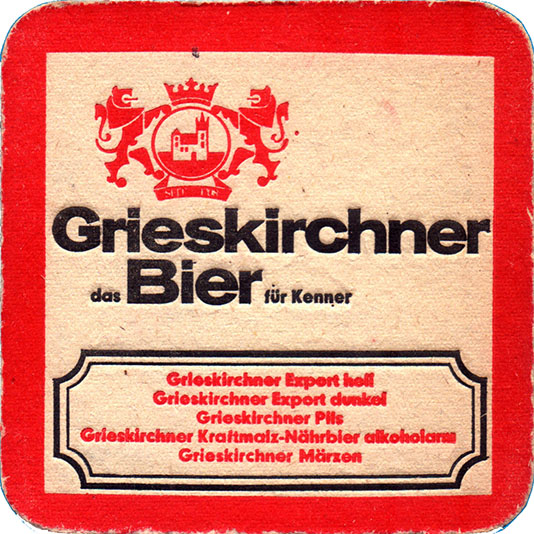 Grieskirchner
das Bier für Kenner
Grieskirchner Export hell
Grieskirchner Export dunkel
Grieskirchner Pils
Grieskirchner Kraftmalz-Nährbier alkoholarm
Grieskirchner Märzen